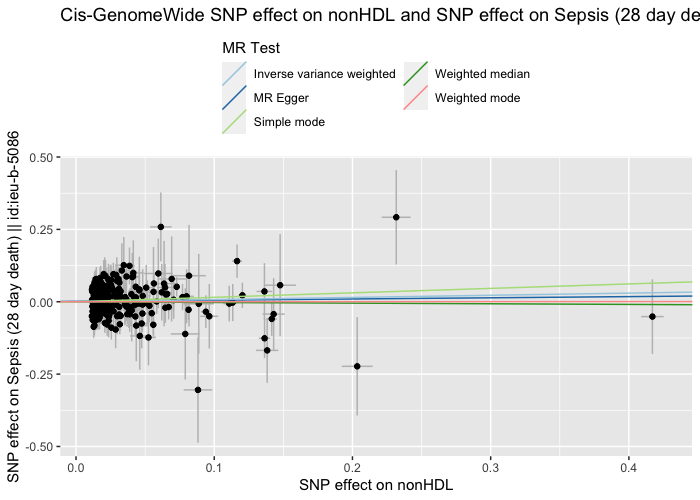 Cis-GenomeWide SNP effect on nonHDL and SNP effect on Sepsis (28 day de
MR Test
Inverse variance weighted
Weighted median
MR Egger
Weighted mode
Simple mode
SNP effect on Sepsis (28 day death) || id:ieu-b-5086
0.50
0.25
0.00
-0.25
-0.50
0.0 0.1 0.2 0.3 0.4
SNP effect on nonHDL